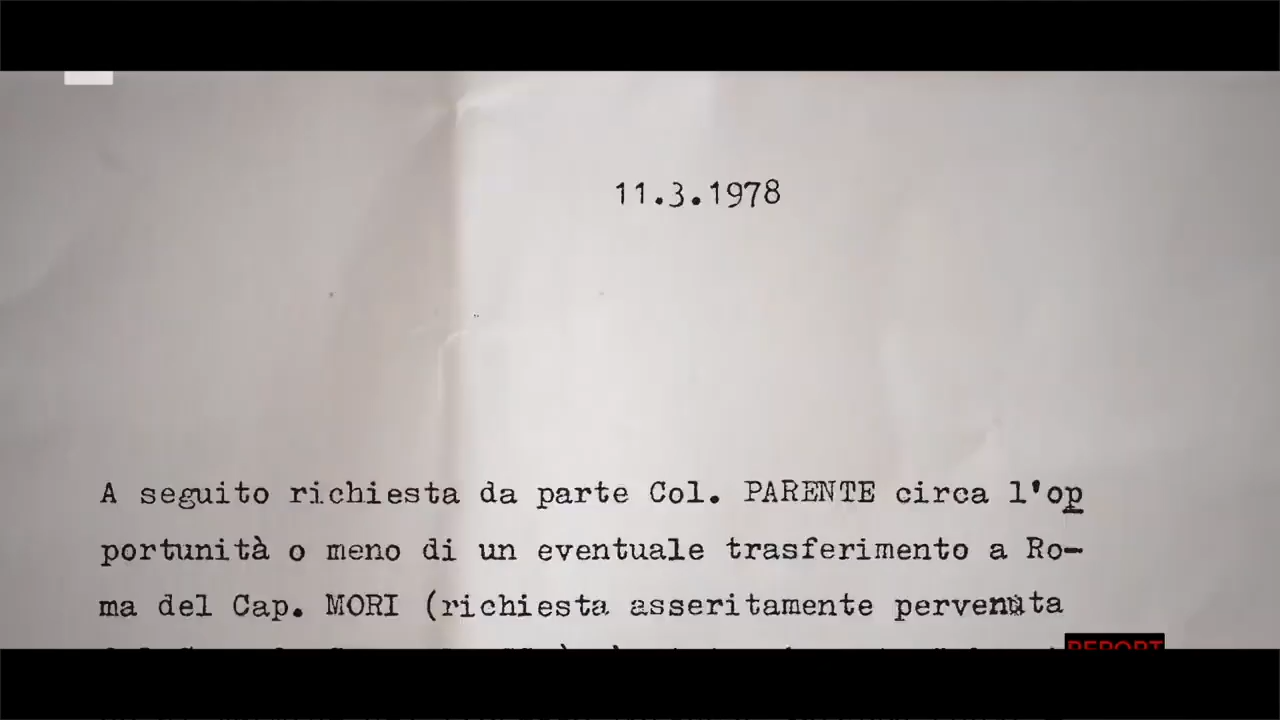 11.3.1978
A seguito richiesta da parte Col. PARENTE circa l'op
portunità o meno di un eventuale trasferimento a Ro-
ma del Cap. MORI (richiesta asseritamente pervenuta
REPORT